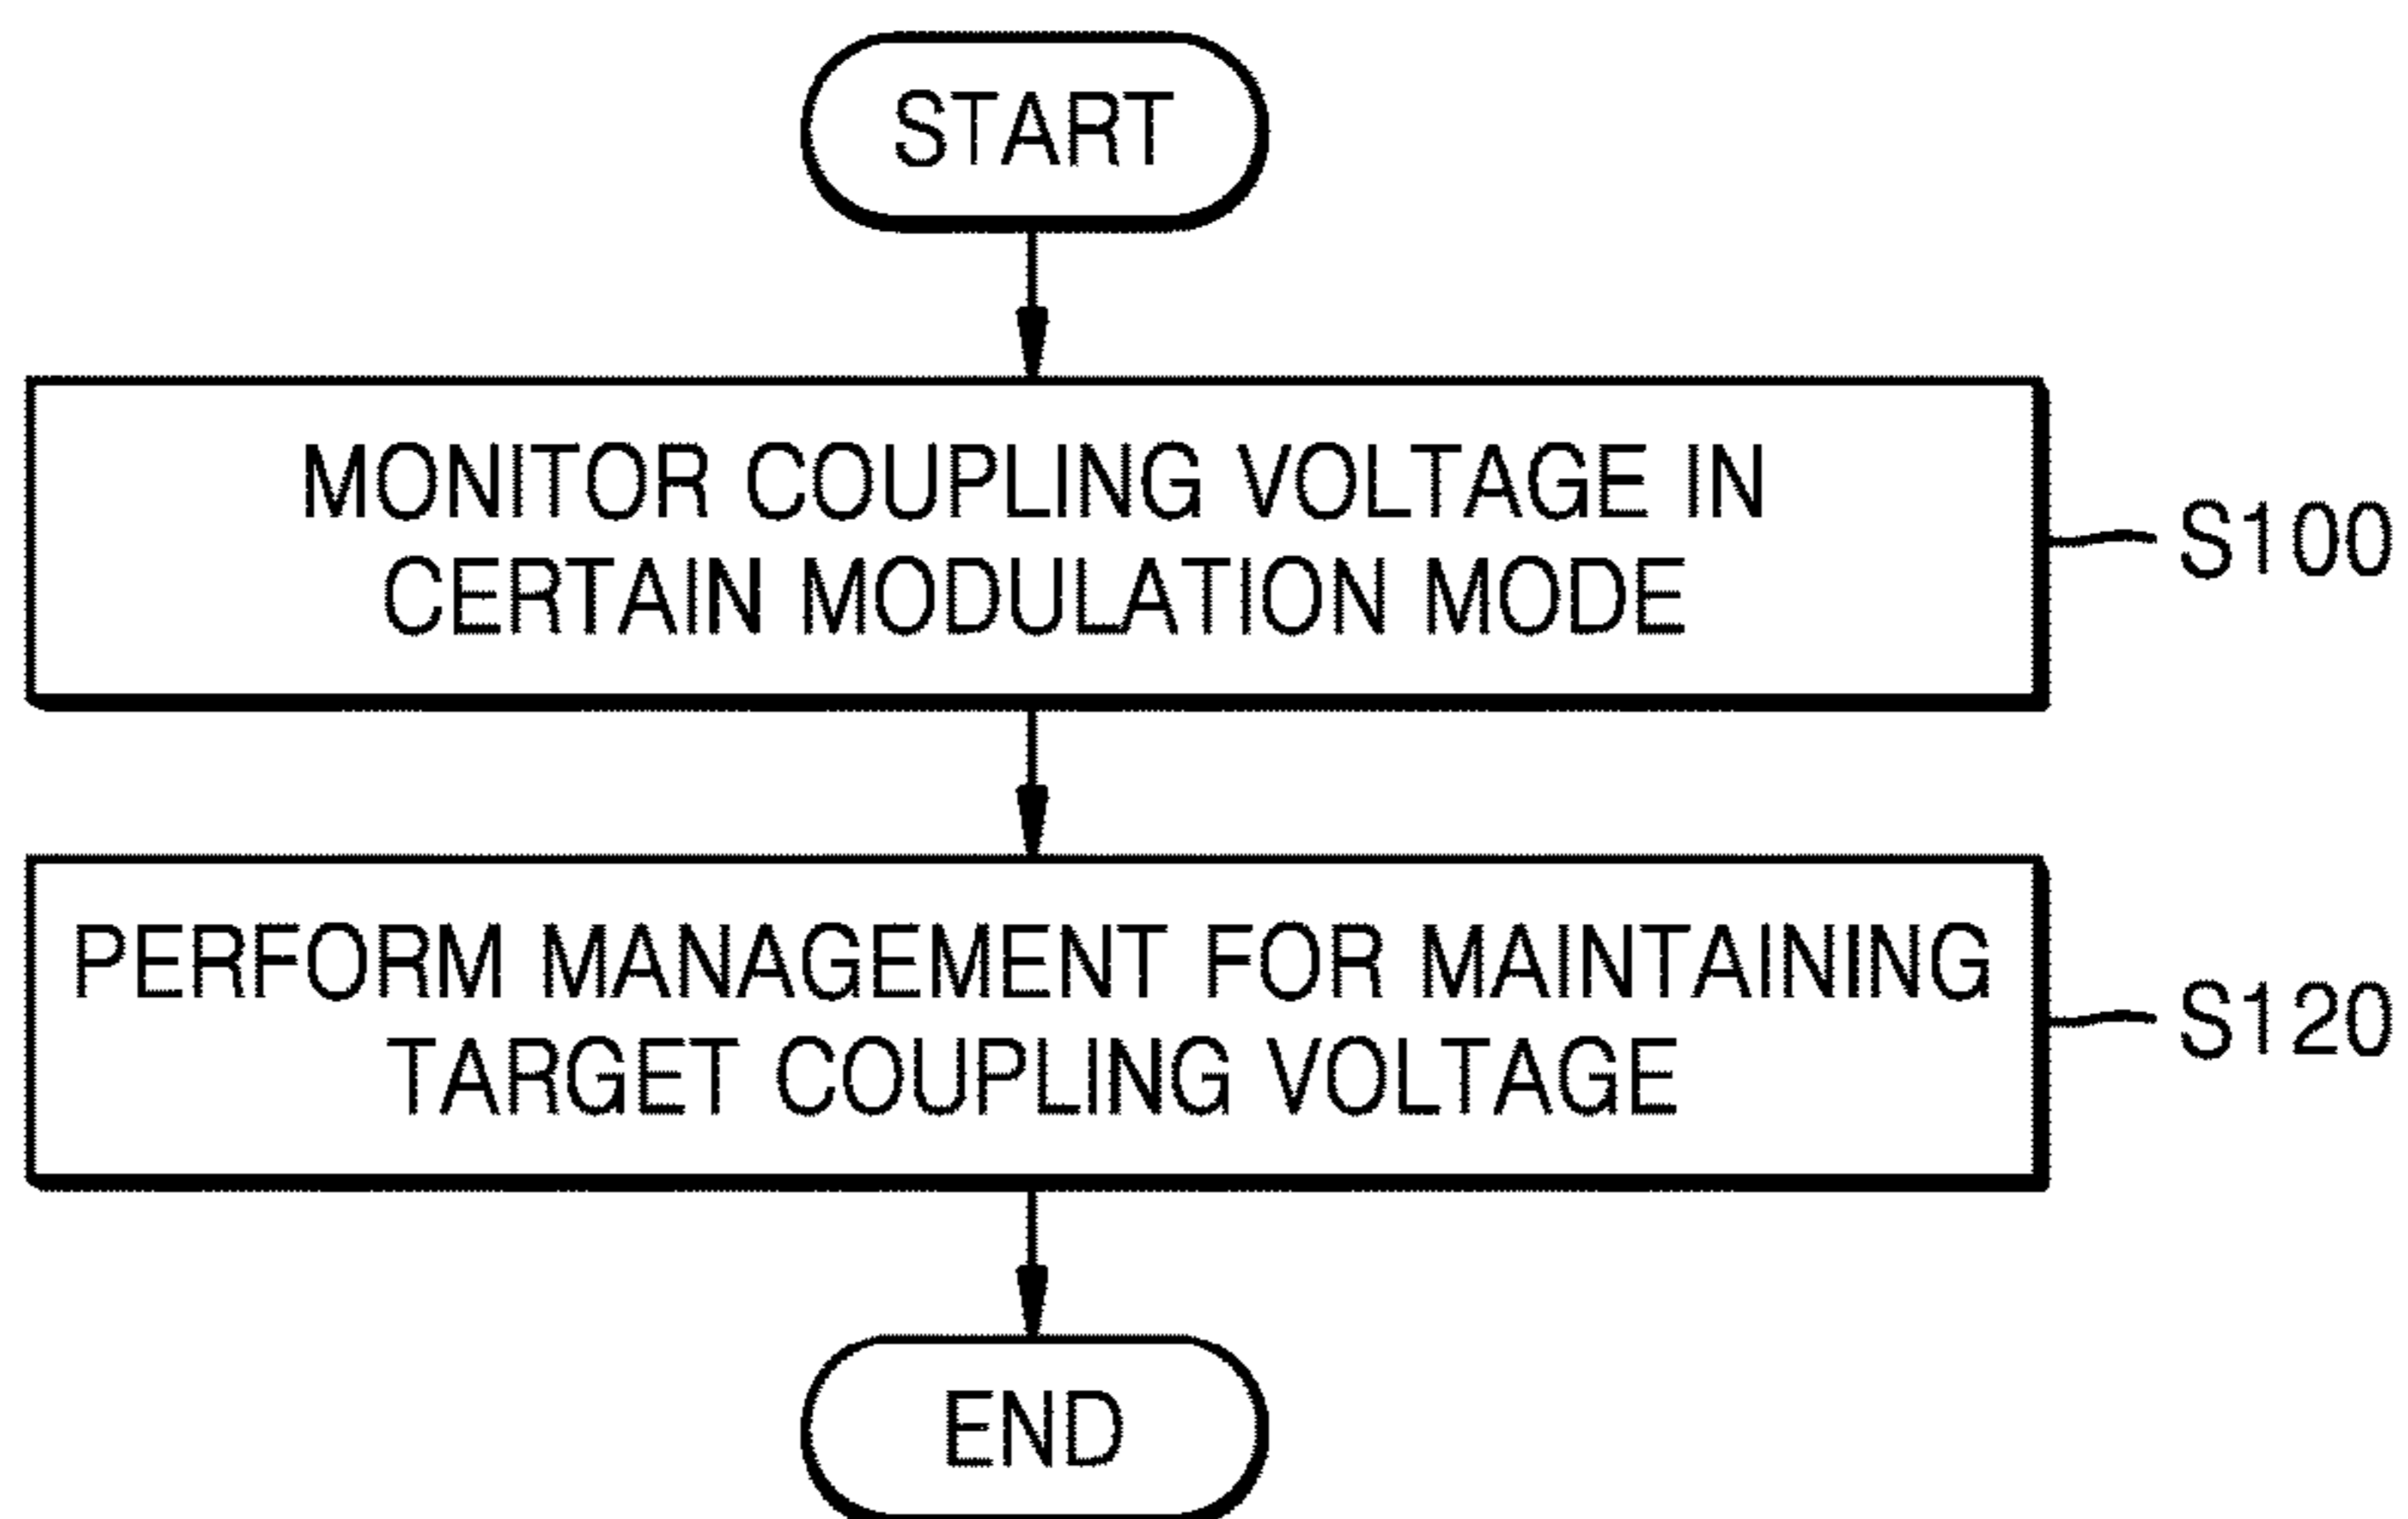 START
MONITOR COUPLING VOLTAGE IN
CERTAIN MODULATION MODE
S100
PERFORM MANAGEMENT FOR MAINTAINING
TARGET COUPLING VOLTAGE
S120
END